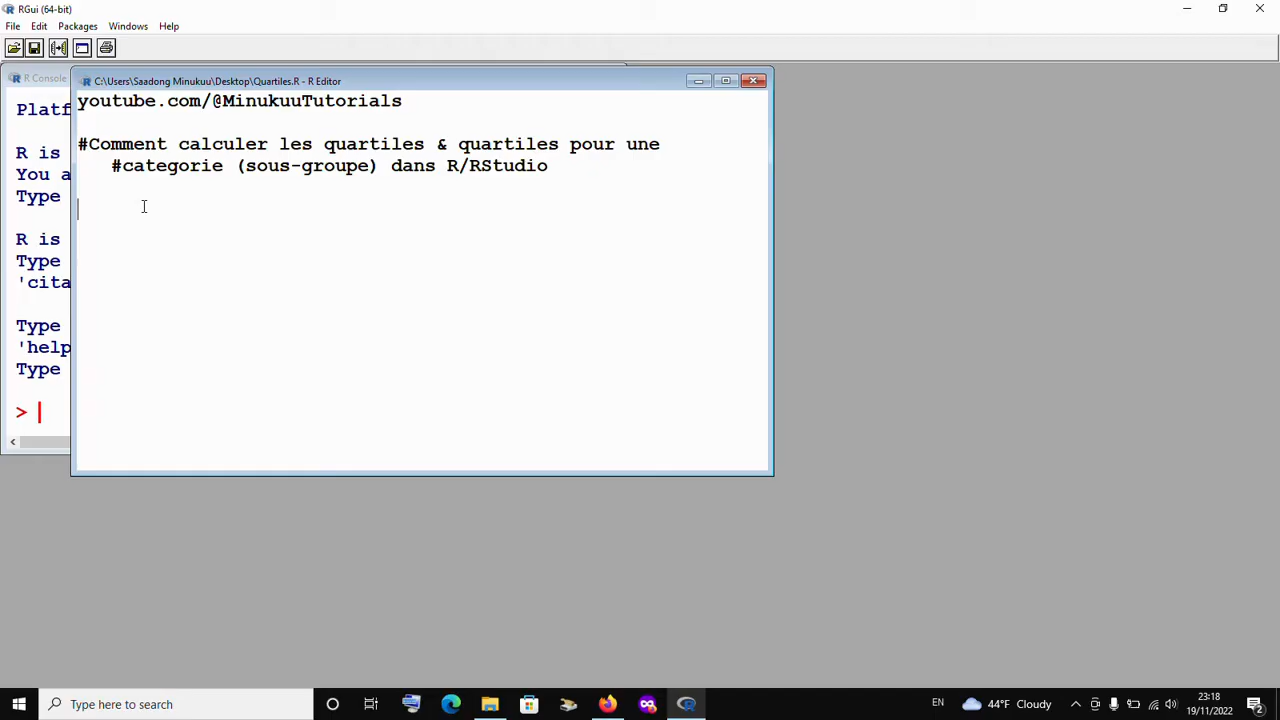 RGui (64-bit)
File Edit Packages Windows Help
R Console
C:\Users\Saadong Minukuu\Desktop\Quartiles.R - R Editor
youtube.com/@MinukuuTutorials
#Comment calculer les quartiles & quartiles pour une
#categorie (sous-groupe) dans R/RStudio
Platf
R is
You a
Type
R is
Type
'cita
Type
'help
Type
>
Type here to search
EN
44°F Cloudy
23:18
19/11/2022
2